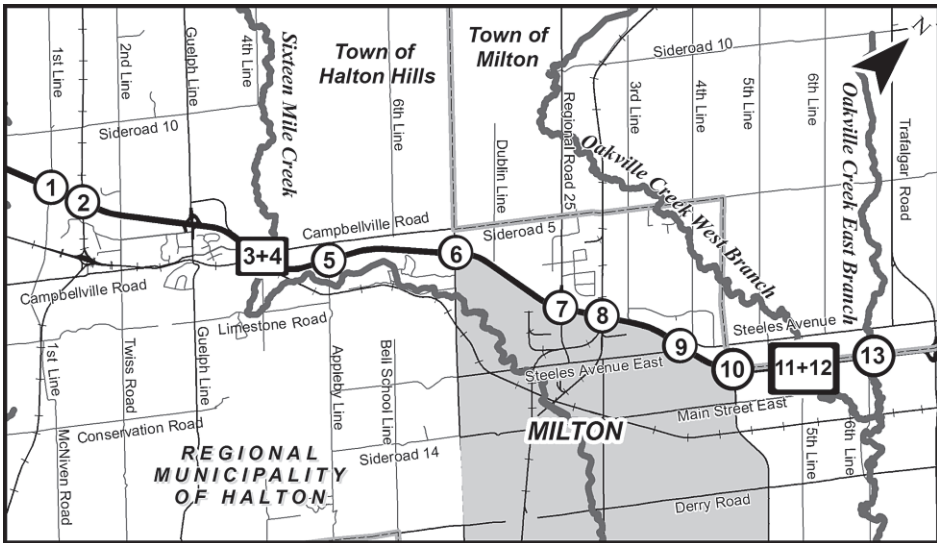 1st Line
2nd Line
Guelph Line
4th Line
Sixteen Mile Creek
Town of
Halton Hills
6th Line
Town of
Milton
Dublin Line
Regional Road 25
3rd Line
4th Line
5th Line
6th Line
Sideroad 10
Oakville Creek East Branch
Trafalgar Road
N
Sideroad 10
Oakville Creek West Branch
1
2
3+4
5
6
7
8
9
10
11+12
13
Campbellville Road
Sideroad 5
Steeles Avenue
Campbellville Road
Limestone Road
Steeles Avenue East
Main Street East
1st Line
Twiss Road
Guelph Line
Appleby Line
Bell School Line
McNiven Road
Conservation Road
Sideroad 14
MILTON
5th Line
6th Line
REGIONAL
MUNICIPALITY
OF HALTON
Derry Road